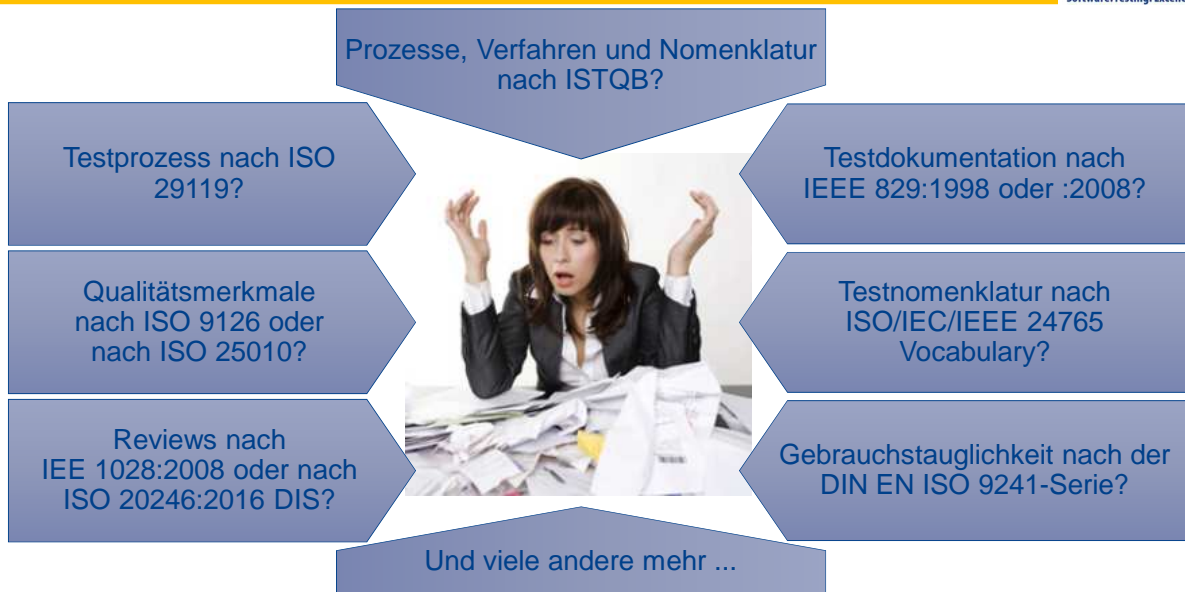 Prozesse, Verfahren und Nomenklatur
nach ISTQB?
Testprozess nach ISO
29119?
Testdokumentation nach
IEEE 829:1998 oder :2008?
Qualitätsmerkmale
nach ISO 9126 oder
nach ISO 25010?
Testnomenklatur nach
ISO/IEC/IEEE 24765
Vocabulary?
Reviews nach
IEE 1028:2008 oder nach
ISO 20246:2016 DIS?
Gebrauchstauglichkeit nach der
DIN EN ISO 9241-Serie?
Und viele andere mehr ...